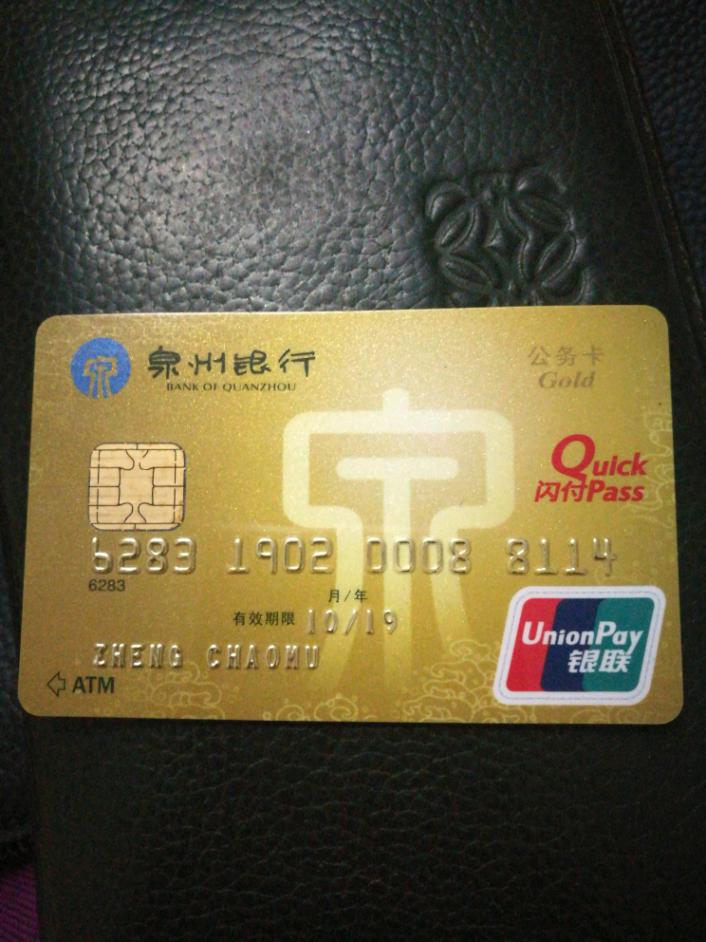 泉州银行
BANK OF QUANZHOU
公务卡
Gold
Quick
闪付Pass
6283 1902 0008 8114
6283
月/年
有效期限 10/19
ZHENG CHAOMU
ATM
UnionPay
银联